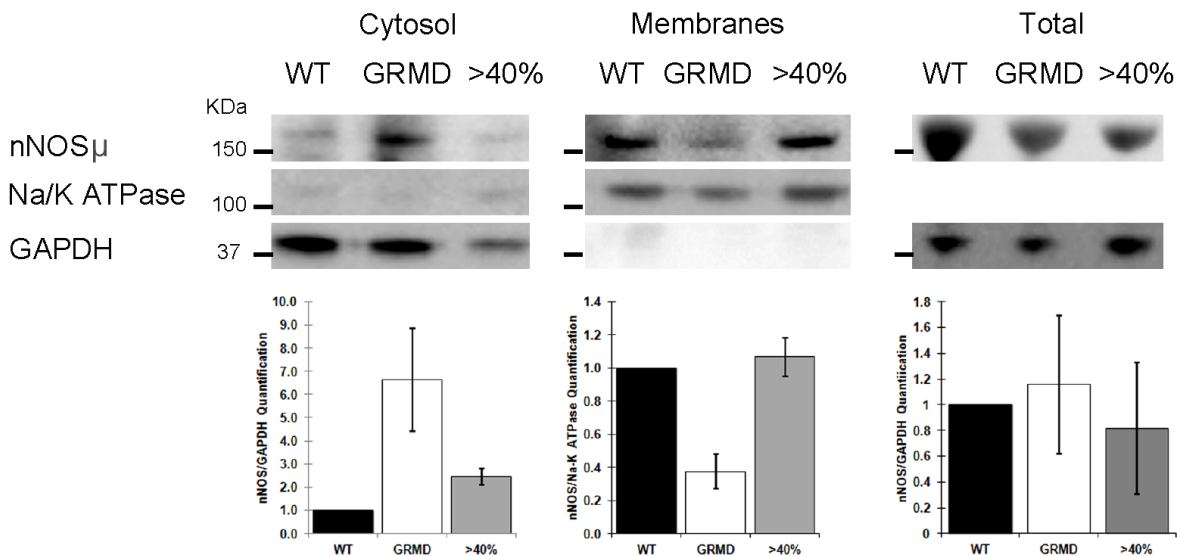 Cytosol Membranes Total
WT GRMD >40% WT GRMD >40% WT GRMD >40%
KDa
nNOSµ 150
Na/K ATPase 100
GAPDH 37
nNOS/GAPDH Quantification
10.0
9.0
8.0
7.0
6.0
5.0
4.0
3.0
2.0
1.0
0.0
WT GRMD >40%
nNOS/Na-K ATPase Quantification
1.4
1.2
1.0
0.8
0.6
0.4
0.2
0.0
WT GRMD >40%
nNOS/GAPDH Quantiication
1.8
1.6
1.4
1.2
1
0.8
0.6
0.4
0.2
0
WT GRMD >40%